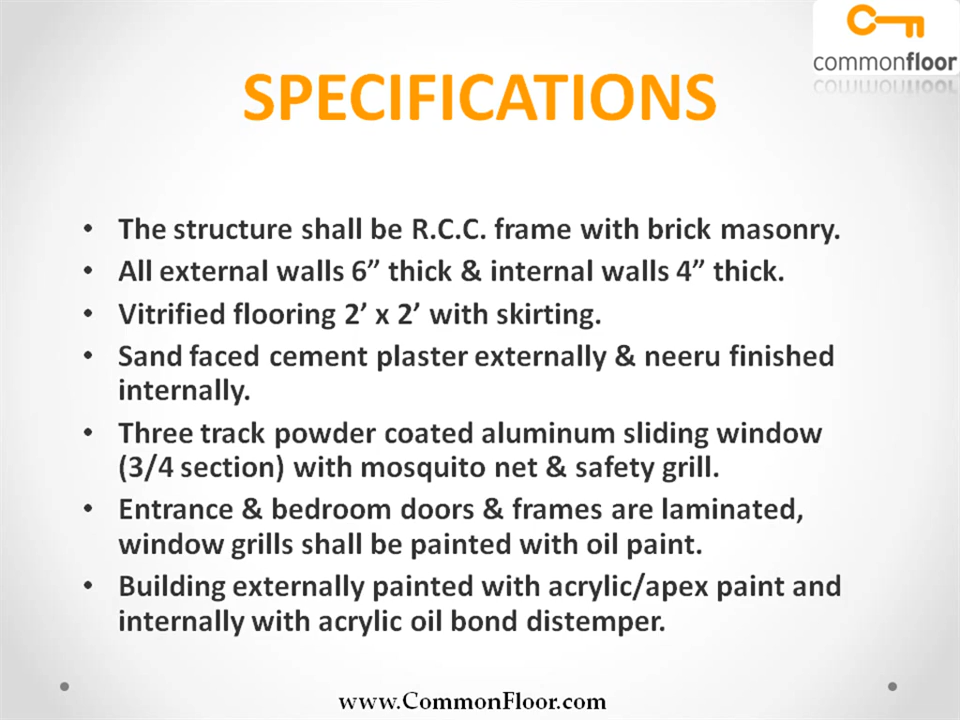 commonfloor
SPECIFICATIONS
• The structure shall be R.C.C. frame with brick masonry.
• All external walls 6” thick & internal walls 4” thick.
• Vitrified flooring 2’ x 2’ with skirting.
• Sand faced cement plaster externally & neeru finished
internally.
• Three track powder coated aluminum sliding window
(3/4 section) with mosquito net & safety grill.
• Entrance & bedroom doors & frames are laminated,
window grills shall be painted with oil paint.
• Building externally painted with acrylic/apex paint and
internally with acrylic oil bond distemper.
www.CommonFloor.com